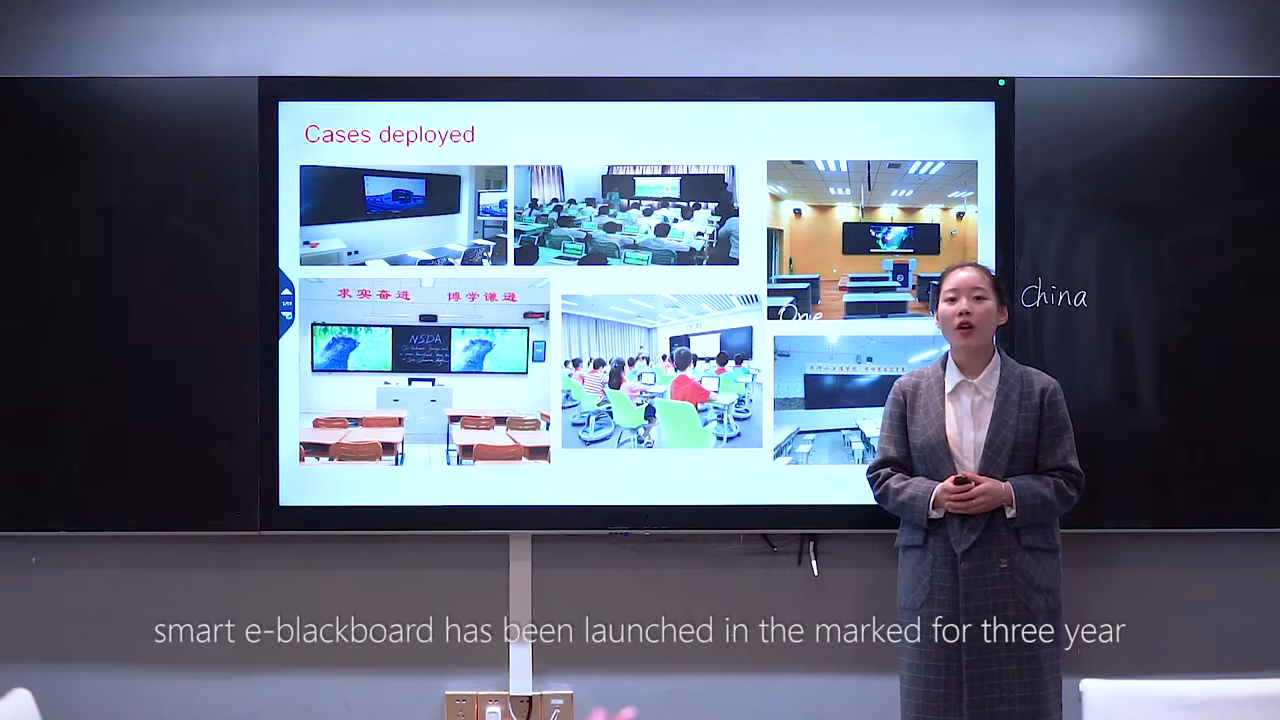 Cases deployed
求实奋进 博学谦逊
NSDA
One
China
smart e-blackboard has been launched in the marked for three year